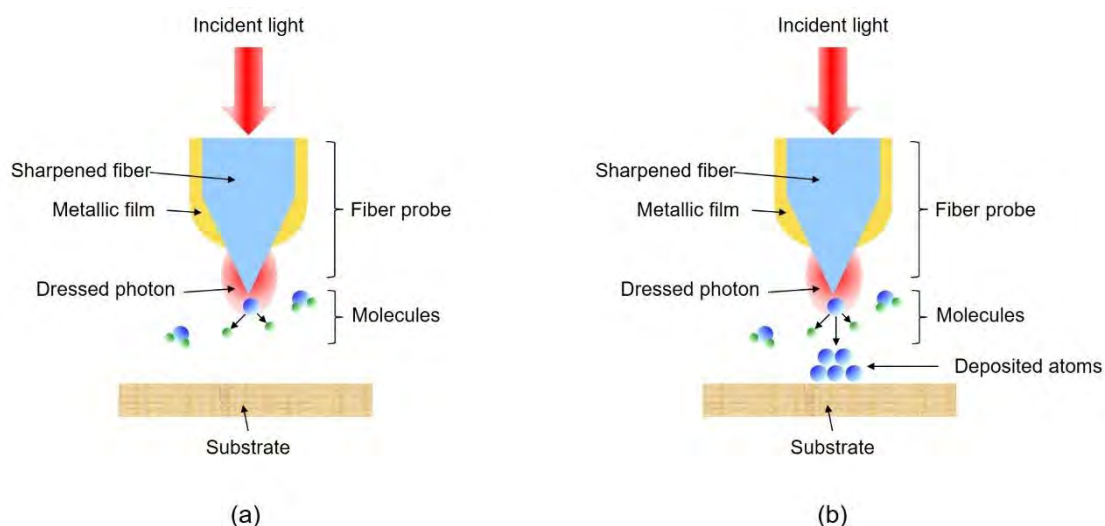 Incident light
Sharpened fiber
Metallic film
Fiber probe
Dressed photon
Molecules
Substrate
(a)
Incident light
Sharpened fiber
Metallic film
Fiber probe
Dressed photon
Molecules
Deposited atoms
Substrate
(b)